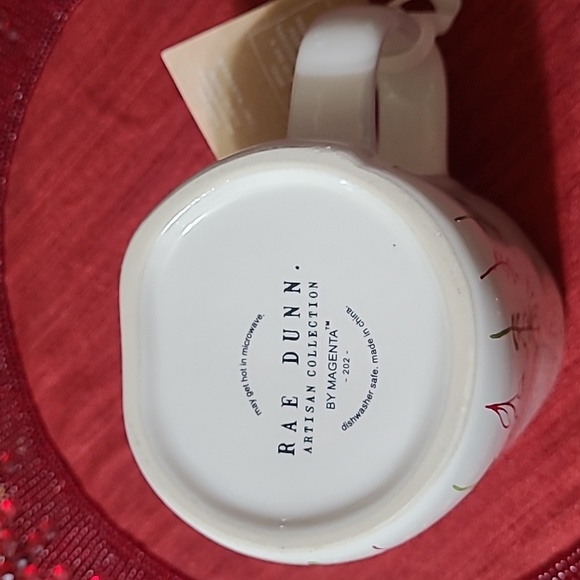 may get hot in microwave.
RAE DUNN.
ARTISAN COLLECTION
BY MAGENTA™
- 202 -
dishwasher safe. made in china.